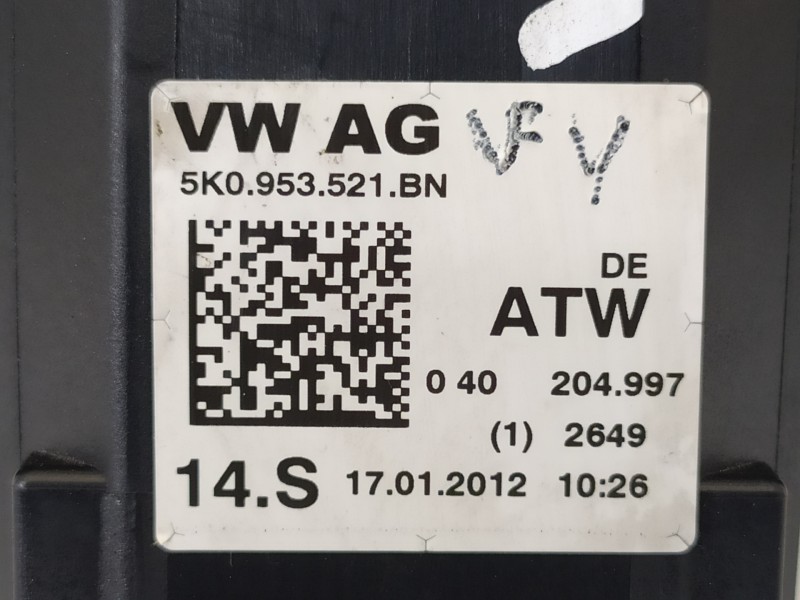 VW AG VF Y
5K0.953.521.BN
DE
ATW
0 40 204.997
(1) 2649
14.S 17.01.2012 10:26